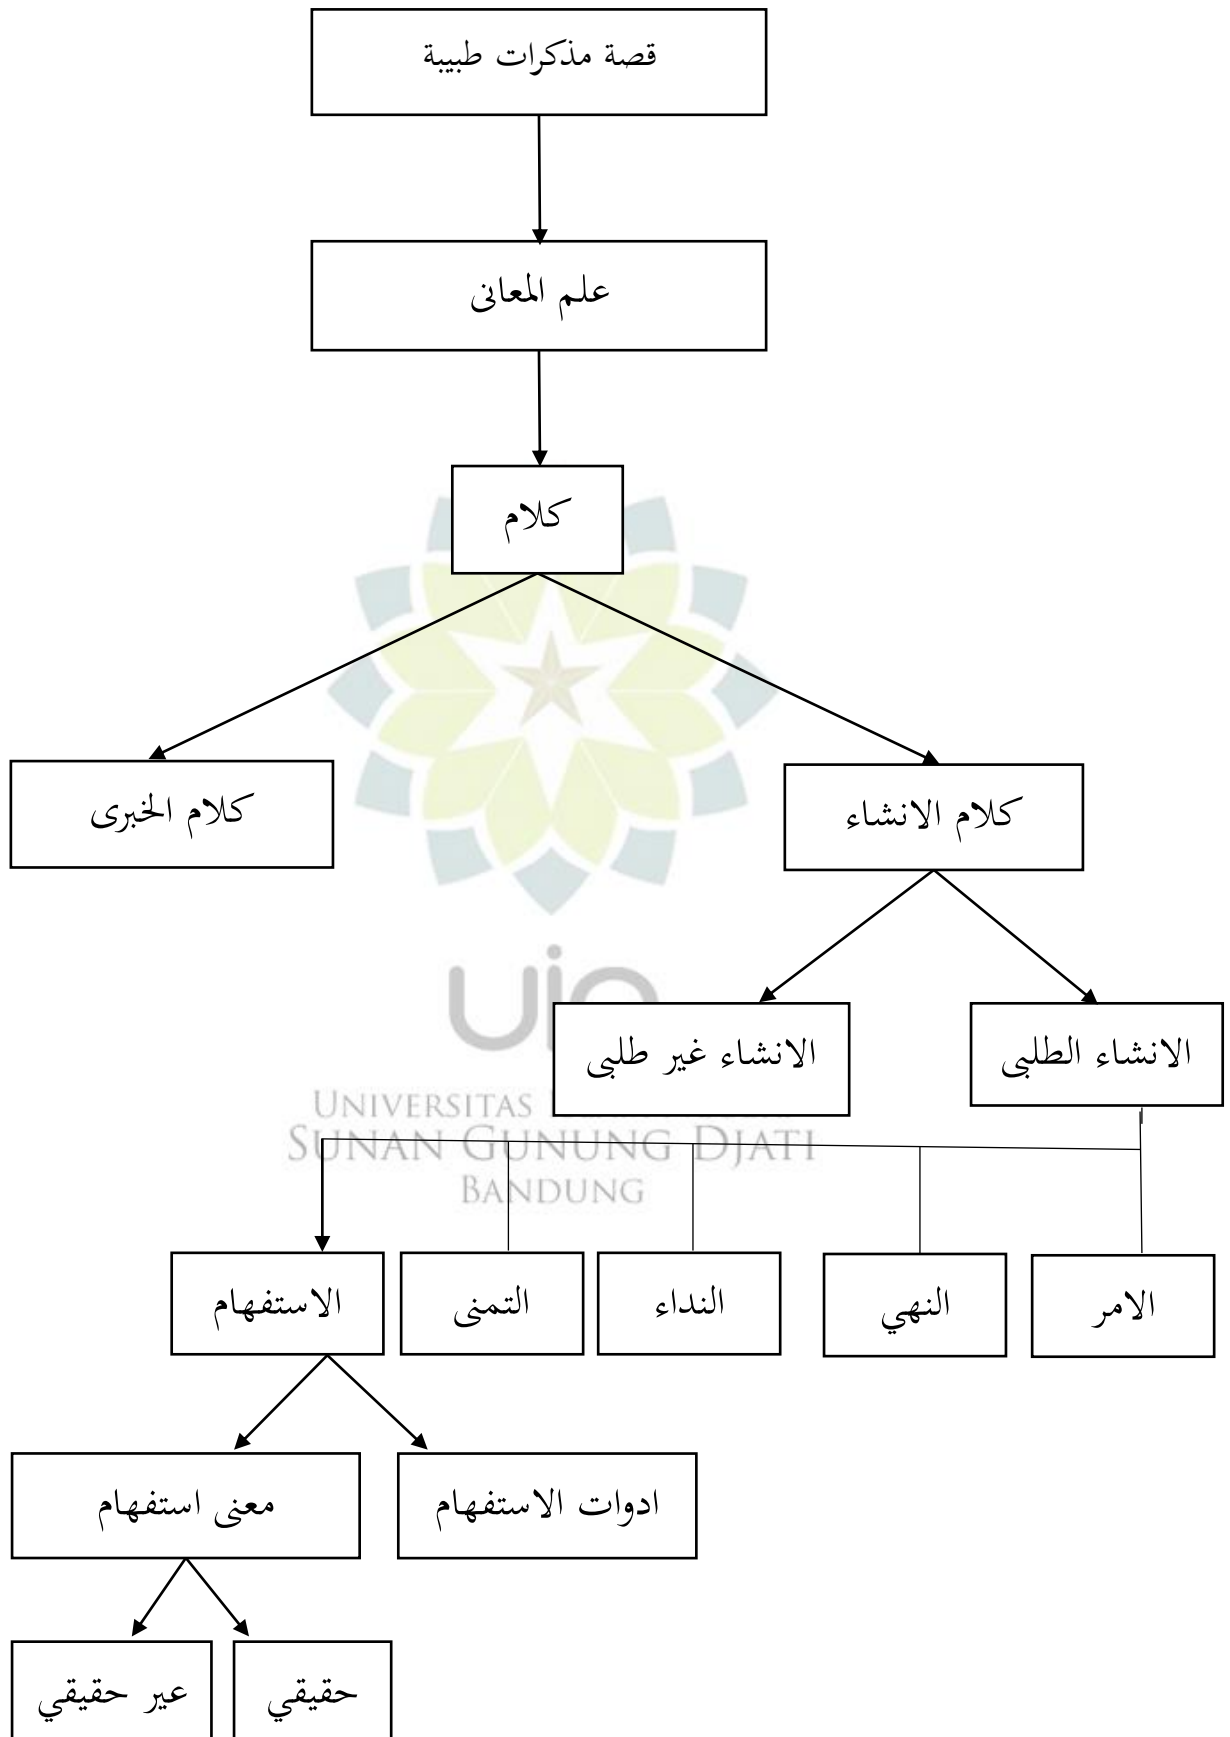 قصة مذكرات طبيبة
علم المعانى
كلام
كلام الانشاء
كلام الخبرى
الانشاء الطلبى
الانشاء غير طلبى
UNIVERSITAS
SUNAN GUNUNG DJATI
BANDUNG
الامر
النهي
النداء
التمنى
الاستفهام
ادوات الاستفهام
معنى استفهام
حقيقي
عير حقيقي